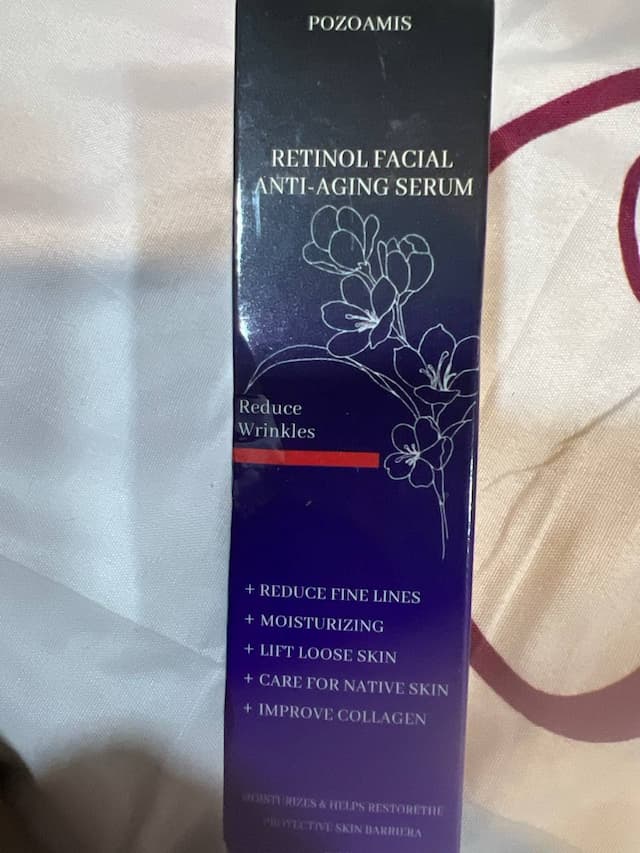 POZOAMIS
RETINOL FACIAL
ANTI-AGING SERUM
Reduce
Wrinkles
+ REDUCE FINE LINES
+ MOISTURIZING
+ LIFT LOOSE SKIN
+ CARE FOR NATIVE SKIN
+ IMPROVE COLLAGEN
MOISTURIZES & HELPS RESTORETHE
PROTECTIVE SKIN BARRIERA